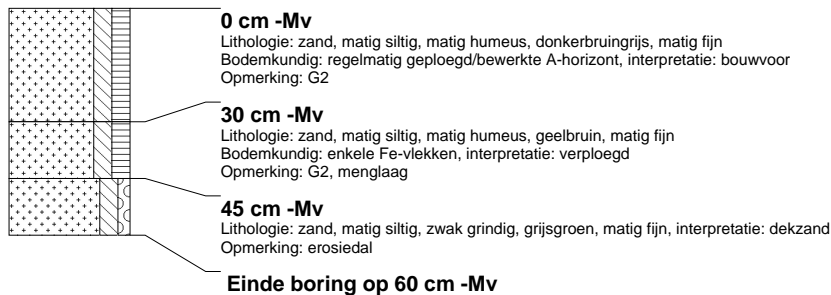 0 cm -Mv
Lithologie: zand, matig siltig, matig humeus, donkerbruingrijs, matig fijn
Bodemkundig: regelmatig geploegd/bewerkte A-horizont, interpretatie: bouwvoor
Opmerking: G2
30 cm -Mv
Lithologie: zand, matig siltig, matig humeus, geelbruin, matig fijn
Bodemkundig: enkele Fe-vlekken, interpretatie: verploegd
Opmerking: G2, menglaag
45 cm -Mv
Lithologie: zand, matig siltig, zwak grindig, grijsgroen, matig fijn, interpretatie: dekzand
Opmerking: erosiedal
Einde boring op 60 cm -Mv